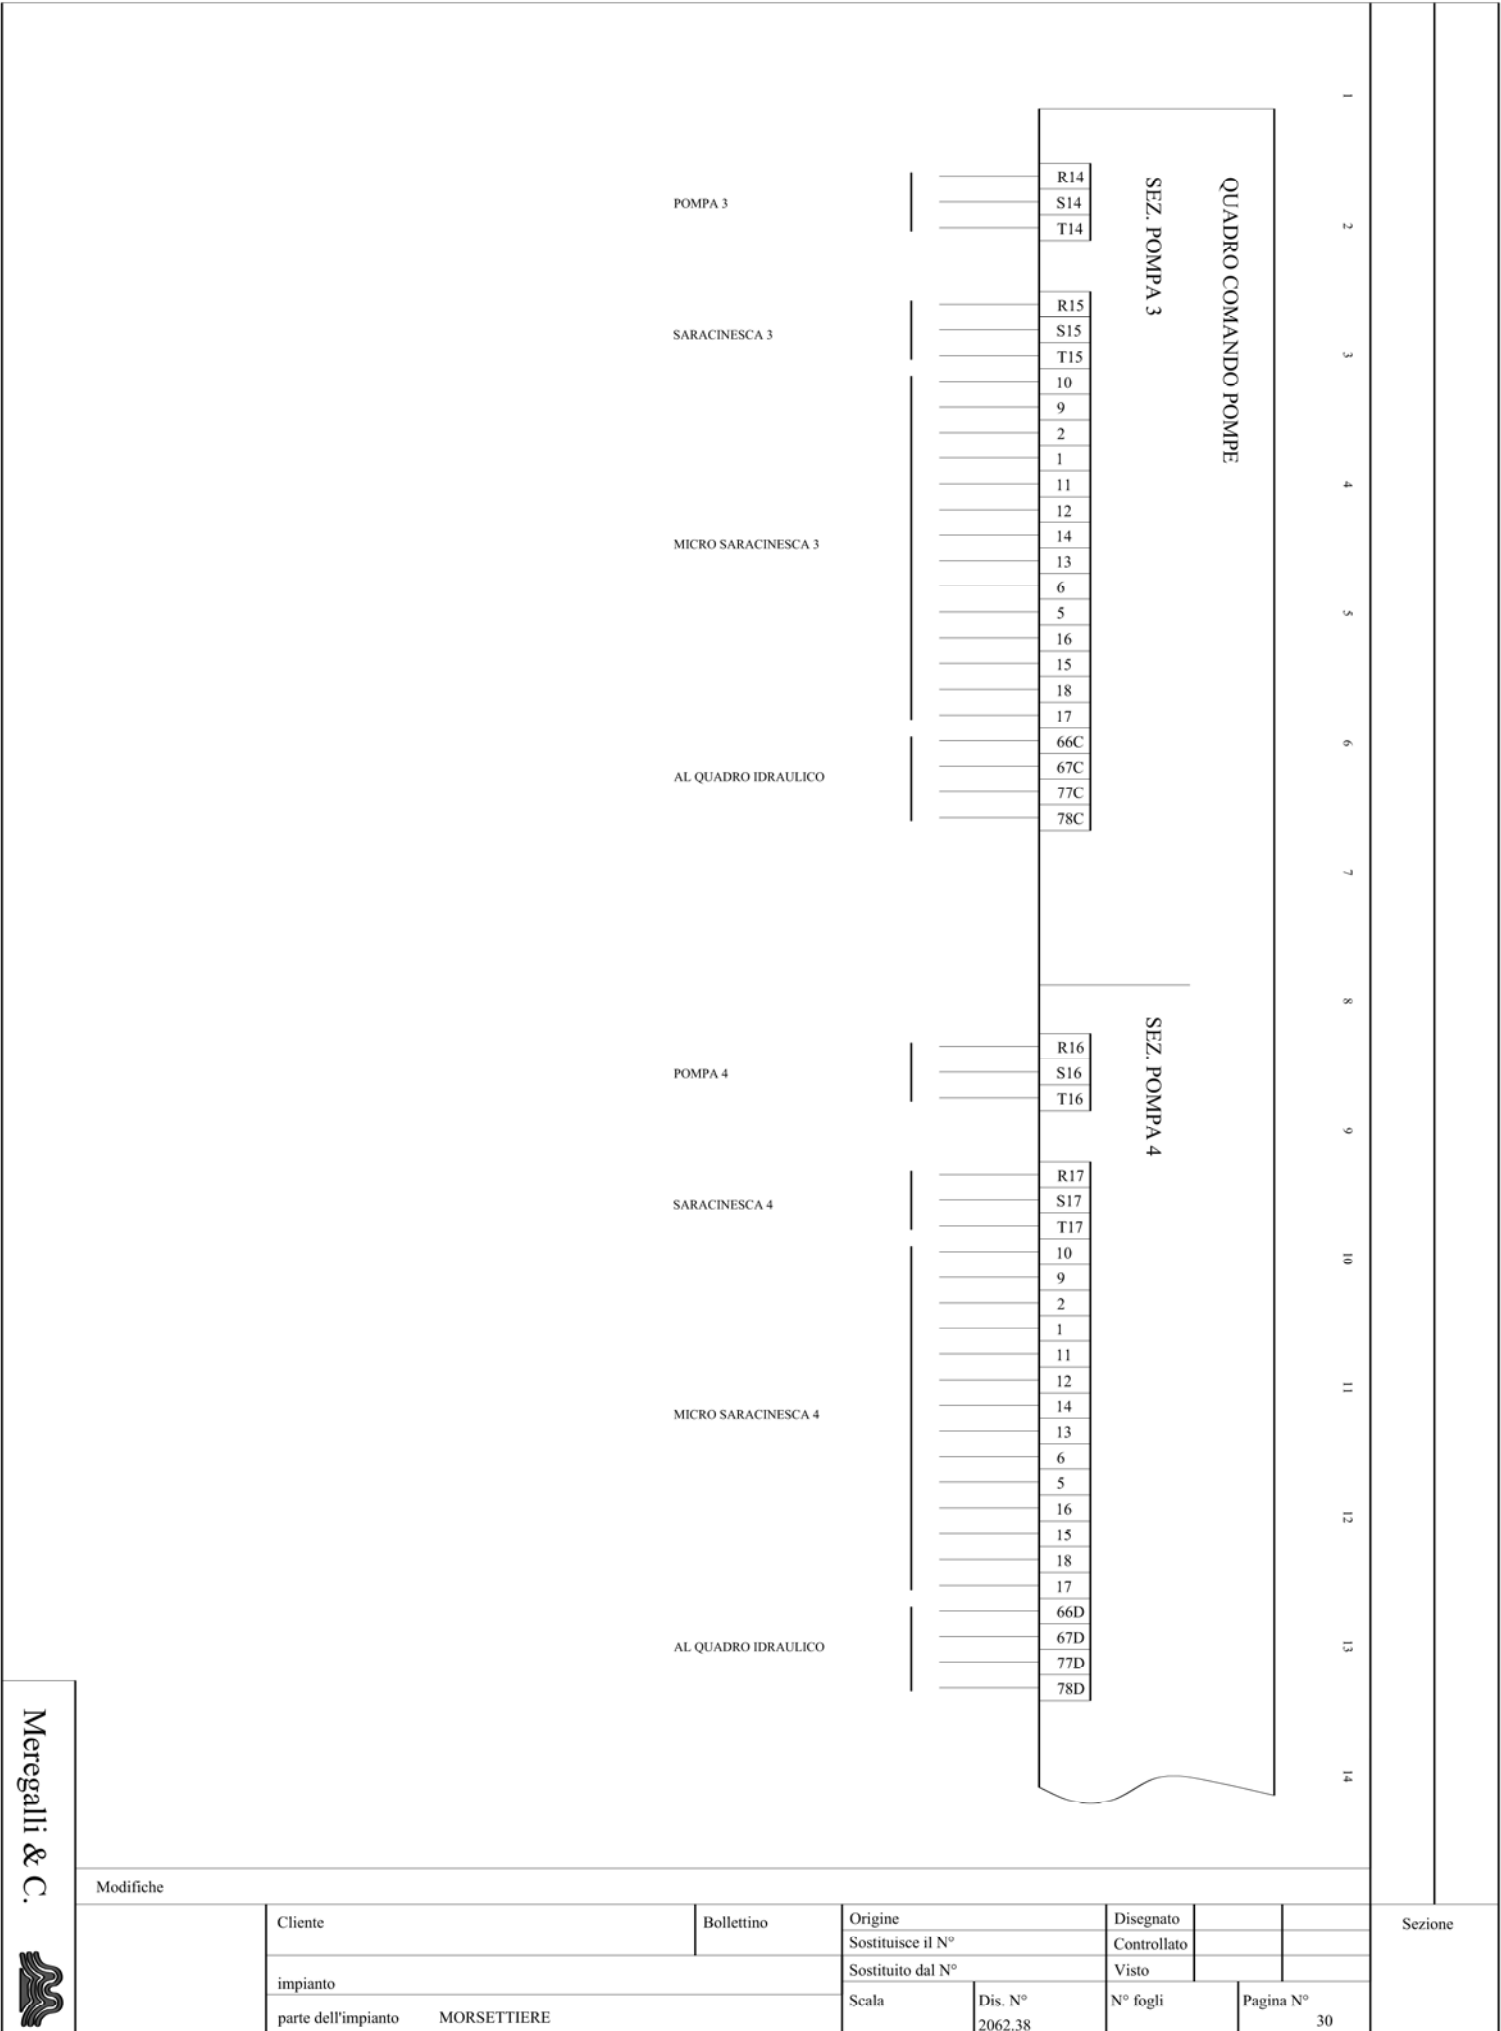 1
2
3
4
5
6
7
8
9
10
11
12
13
14
QUADRO COMANDO POMPE
SEZ. POMPA 3
POMPA 3
R14
S14
T14
SARACINESCA 3
R15
S15
T15
MICRO SARACINESCA 3
10
9
2
1
11
12
14
13
6
5
16
15
18
17
AL QUADRO IDRAULICO
66C
67C
77C
78C
SEZ. POMPA 4
POMPA 4
R16
S16
T16
SARACINESCA 4
R17
S17
T17
MICRO SARACINESCA 4
10
9
2
1
11
12
14
13
6
5
16
15
18
17
AL QUADRO IDRAULICO
66D
67D
77D
78D
Meregalli & C.
Modifiche
Cliente
Bollettino
impianto
parte dell'impianto MORSETTIERE
Origine
Sostituisce il N°
Sostituito dal N°
Scala
Dis. N°
2062.38
Disegnato
Controllato
Visto
N° fogli
Pagina N°
30
Sezione